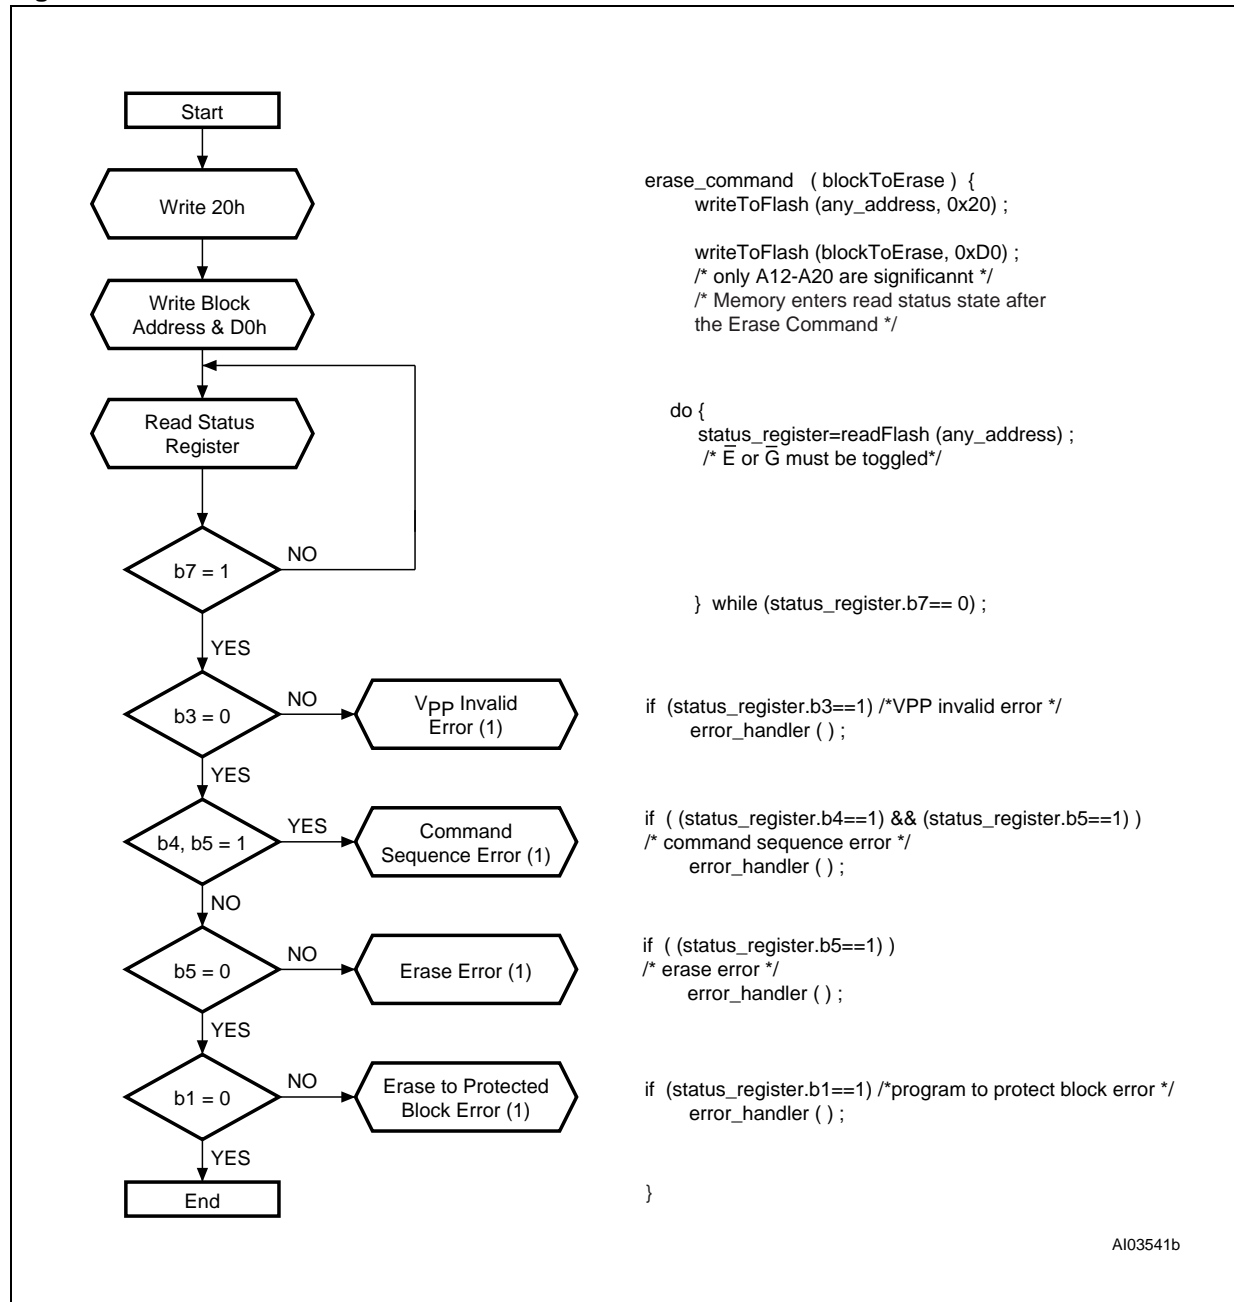 Start
Write 20h
Write Block
Address & D0h
Read Status
Register
b7 = 1
NO
YES
b3 = 0
NO
VPP Invalid
Error (1)
YES
b4, b5 = 1
YES
Command
Sequence Error (1)
NO
b5 = 0
NO
Erase Error (1)
YES
b1 = 0
NO
Erase to Protected
Block Error (1)
YES
End
erase_command ( blockToErase ) {
writeToFlash (any_address, 0x20) ;
writeToFlash (blockToErase, 0xD0) ;
/* only A12-A20 are significannt */
/* Memory enters read status state after
the Erase Command */
do {
status_register=readFlash (any_address) ;
/* E̅ or G̅ must be toggled*/
} while (status_register.b7== 0) ;
if (status_register.b3==1) /*VPP invalid error */
error_handler ( ) ;
if ( (status_register.b4==1) && (status_register.b5==1) )
/* command sequence error */
error_handler ( ) ;
if ( (status_register.b5==1) )
/* erase error */
error_handler ( ) ;
if (status_register.b1==1) /*program to protect block error */
error_handler ( ) ;
}
AI03541b